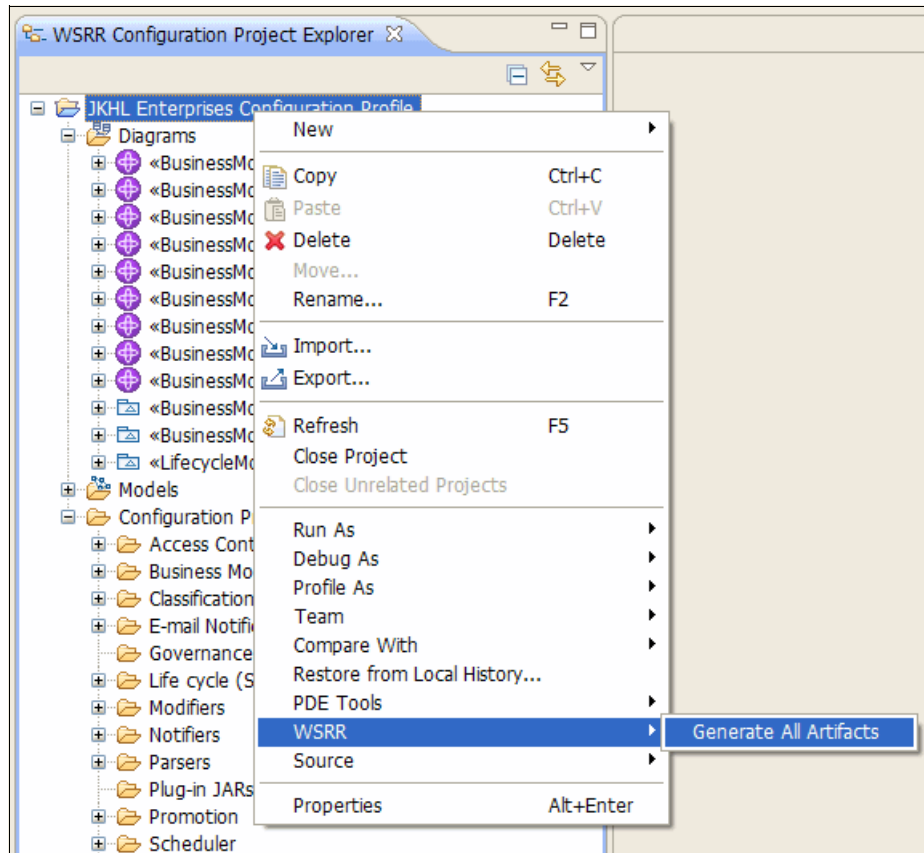 WSRR Configuration Project Explorer
JKHL Enterprises Configuration Profile
Diagrams
«BusinessMo
«BusinessMo
«BusinessMo
«BusinessMo
«BusinessMo
«BusinessMo
«BusinessMo
«BusinessMo
«BusinessMo
«BusinessMo
«BusinessMo
«LifecycleMo
Models
Configuration P
Access Cont
Business Mo
Classification
E-mail Notifi
Governance
Life cycle (S
Modifiers
Notifiers
Parsers
Plug-in JARs
Promotion
Scheduler
New
Copy Ctrl+C
Paste Ctrl+V
Delete Delete
Move...
Rename... F2
Import...
Export...
Refresh F5
Close Project
Close Unrelated Projects
Run As
Debug As
Profile As
Team
Compare With
Restore from Local History...
PDE Tools
WSRR
Source
Properties Alt+Enter
Generate All Artifacts